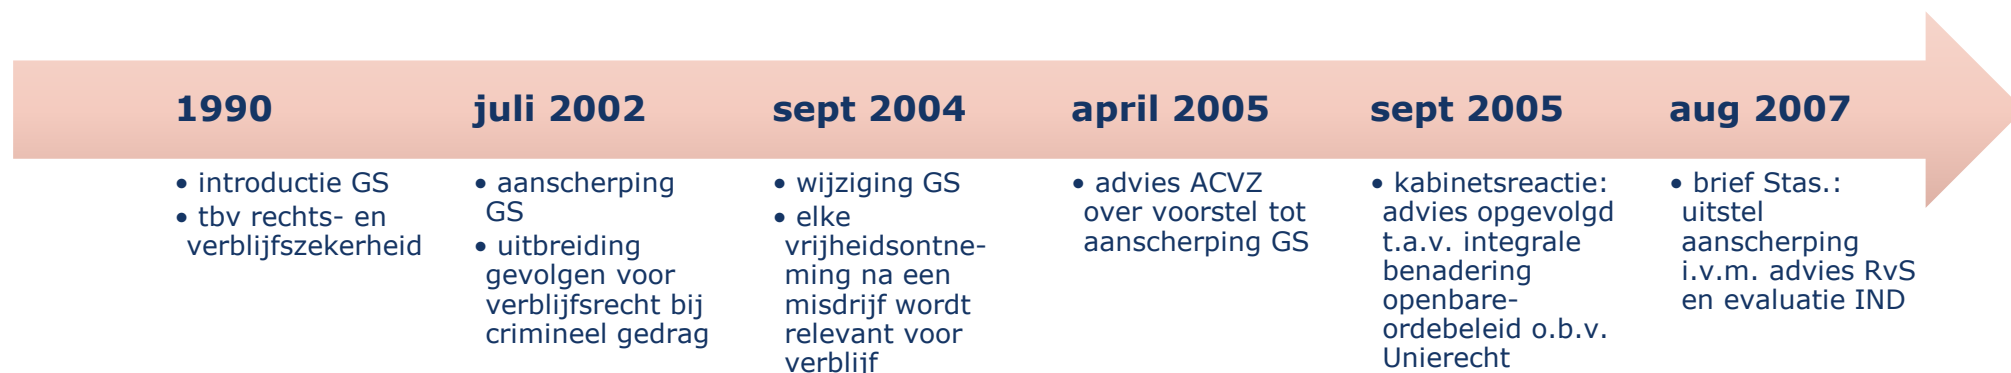 1990
• introductie GS
• tbv rechts- en
verblijfszekerheid
juli 2002
• aanscherping
GS
• uitbreiding
gevolgen voor
verblijfsrecht bij
crimineel gedrag
sept 2004
• wijziging GS
• elke
vrijheidsontne-
ming na een
misdrijf wordt
relevant voor
verblijf
april 2005
• advies ACVZ
over voorstel tot
aanscherping GS
sept 2005
• kabinetsreactie:
advies opgevolgd
t.a.v. integrale
benadering
openbare-
ordebeleid o.b.v.
Unierecht
aug 2007
• brief Stas.:
uitstel
aanscherping
i.v.m. advies RvS
en evaluatie IND